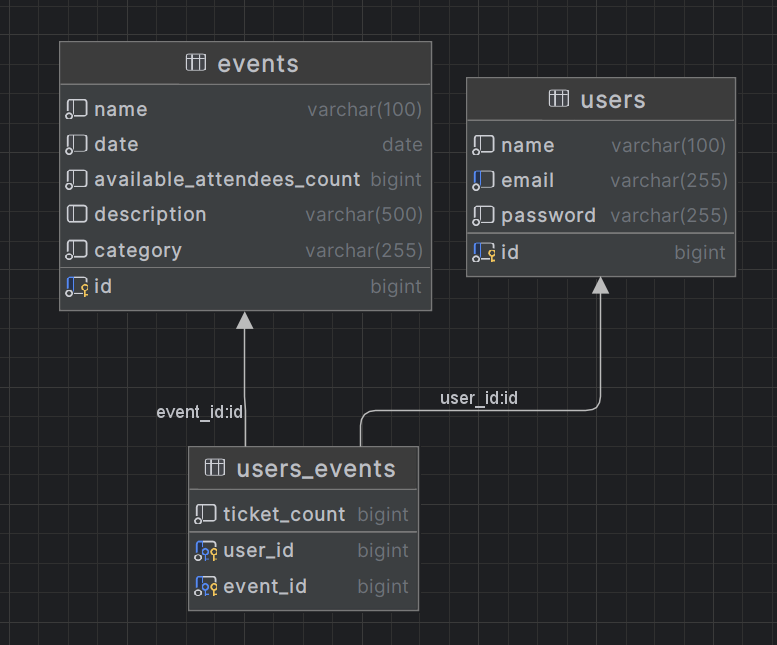 events
name varchar(100)
date date
available_attendees_count bigint
description varchar(500)
category varchar(255)
id bigint
users
name varchar(100)
email varchar(255)
password varchar(255)
id bigint
event_id:id
user_id:id
users_events
ticket_count bigint
user_id bigint
event_id bigint